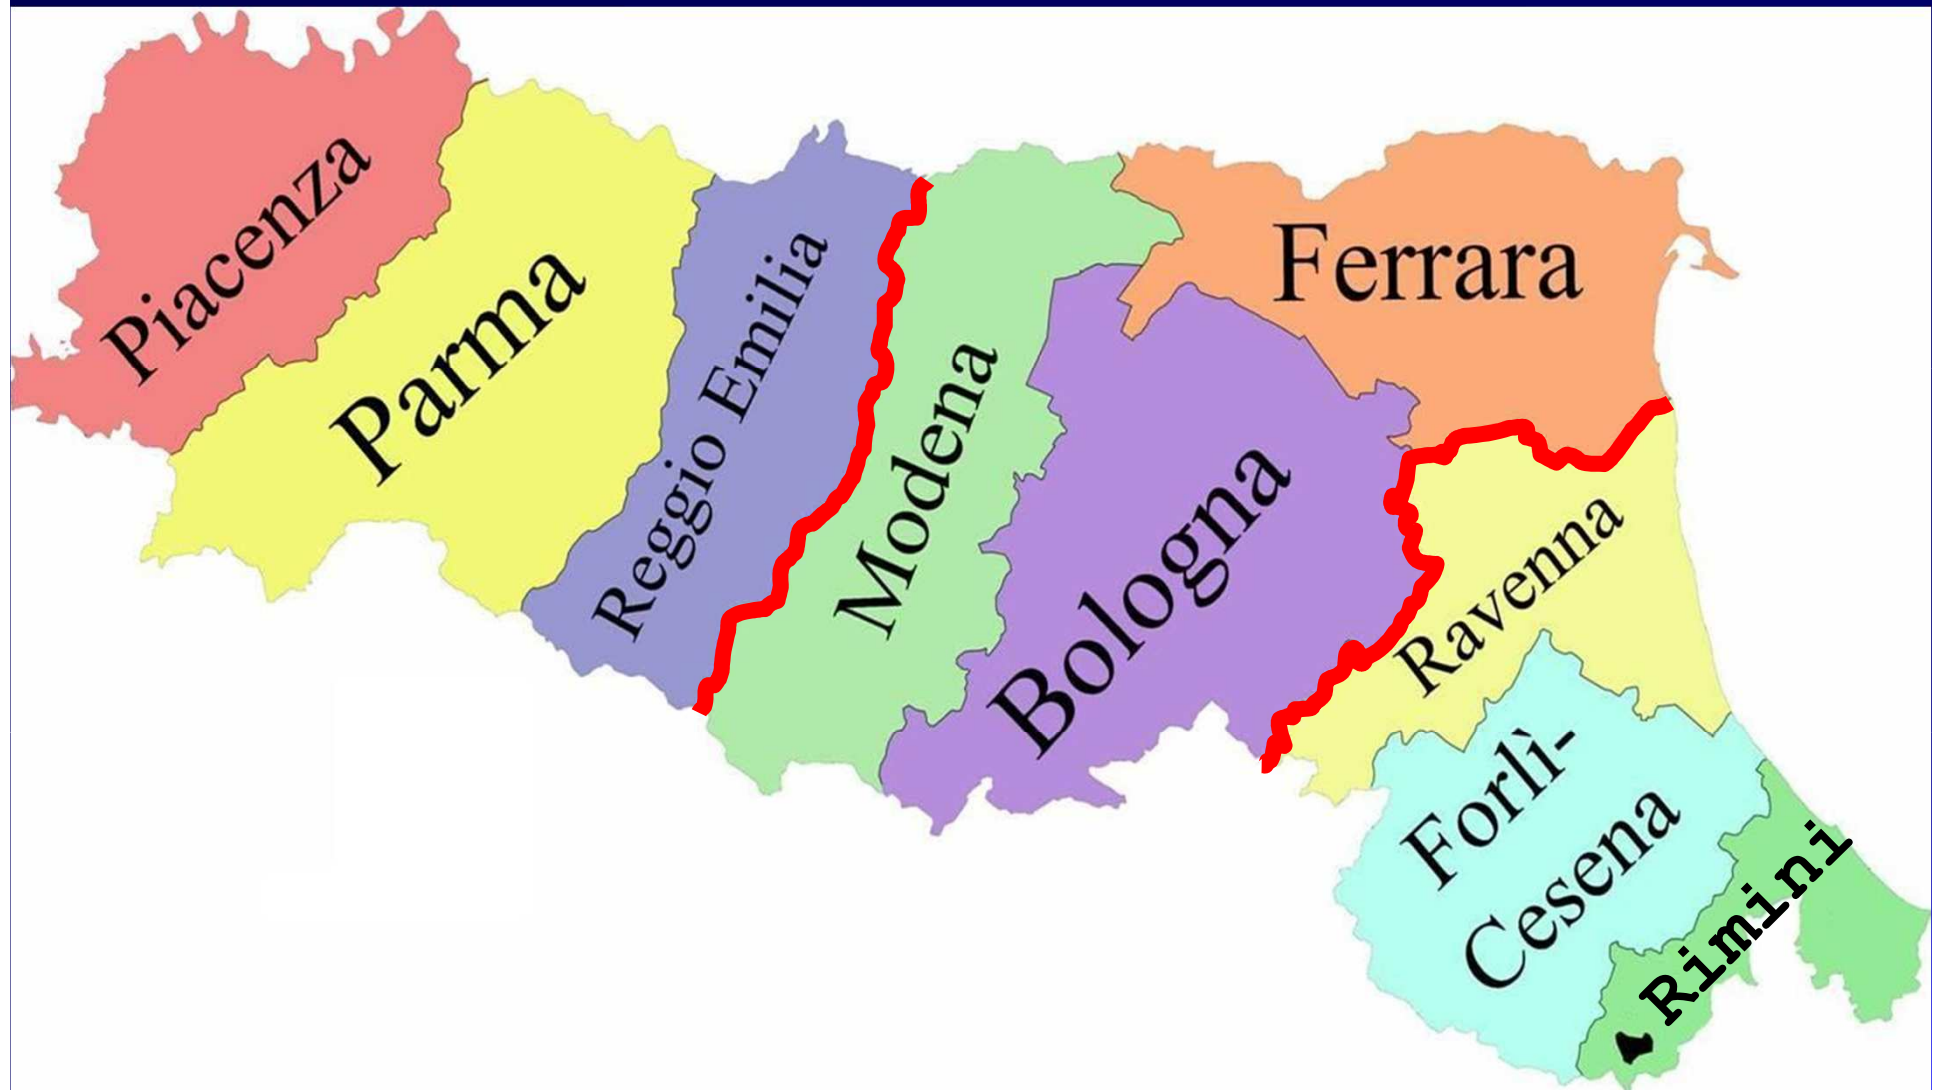 Piacenza
Parma
Reggio Emilia
Modena
Bologna
Ferrara
Ravenna
Forlì-
Cesena
Rimini